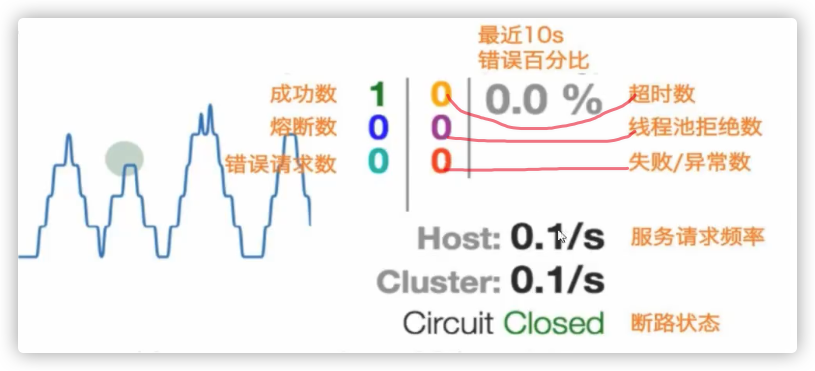 最近10s
错误百分比
成功数 1 0 0.0 % 超时数
熔断数 0 0 线程池拒绝数
错误请求数 0 0 失败/异常数
Host: 0.1/s 服务请求频率
Cluster: 0.1/s
Circuit Closed 断路状态